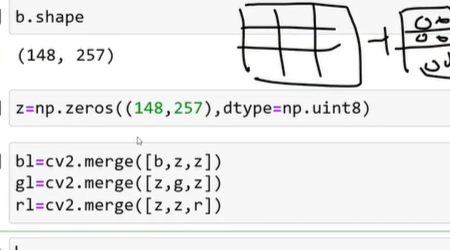 b.shape
(148, 257)
z=np.zeros((148,257),dtype=np.uint8)
bl=cv2.merge([b,z,z])
gl=cv2.merge([z,g,z])
rl=cv2.merge([z,z,r])